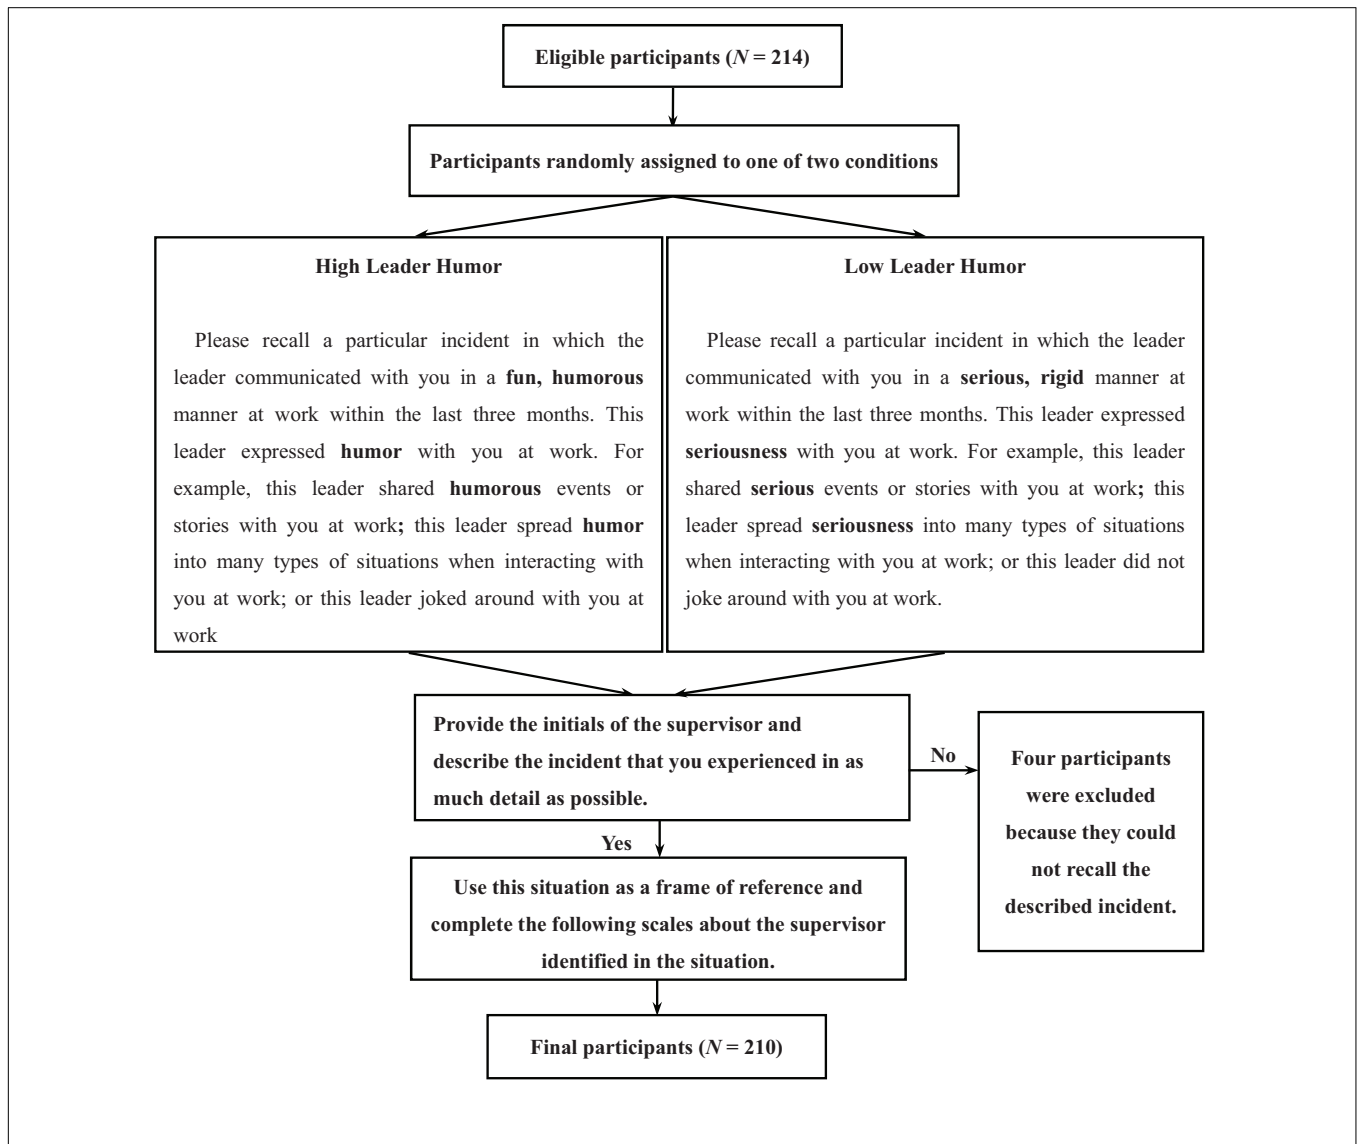 Eligible participants (N = 214)
Participants randomly assigned to one of two conditions
High Leader Humor
Please recall a particular incident in which the
leader communicated with you in a fun, humorous
manner at work within the last three months. This
leader expressed humor with you at work. For
example, this leader shared humorous events or
stories with you at work; this leader spread humor
into many types of situations when interacting with
you at work; or this leader joked around with you at
work
Low Leader Humor
Please recall a particular incident in which the leader
communicated with you in a serious, rigid manner at
work within the last three months. This leader expressed
seriousness with you at work. For example, this leader
shared serious events or stories with you at work; this
leader spread seriousness into many types of situations
when interacting with you at work; or this leader did not
joke around with you at work.
Provide the initials of the supervisor and
describe the incident that you experienced in as
much detail as possible.
No
Four participants
were excluded
because they could
not recall the
described incident.
Yes
Use this situation as a frame of reference and
complete the following scales about the supervisor
identified in the situation.
Final participants (N = 210)